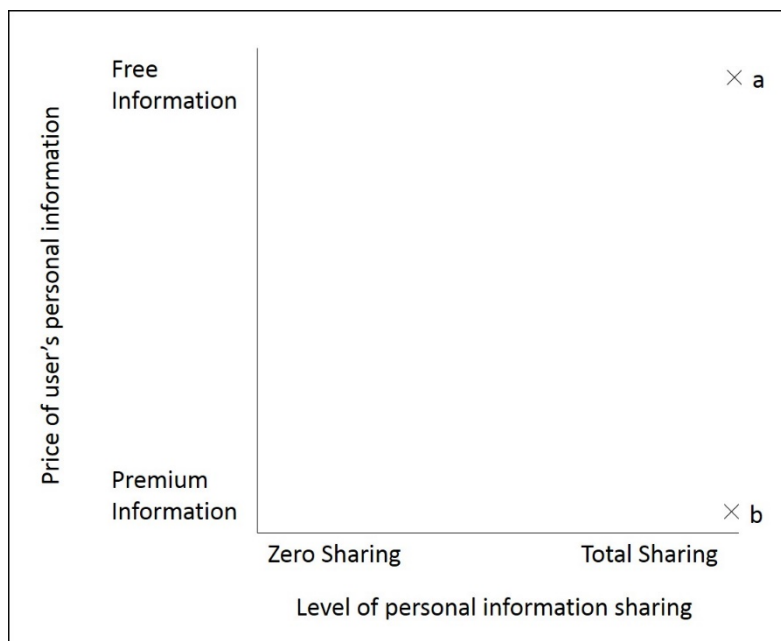 Price of user's personal information
Free
Information
a
Premium
Information
b
Zero Sharing
Total Sharing
Level of personal information sharing